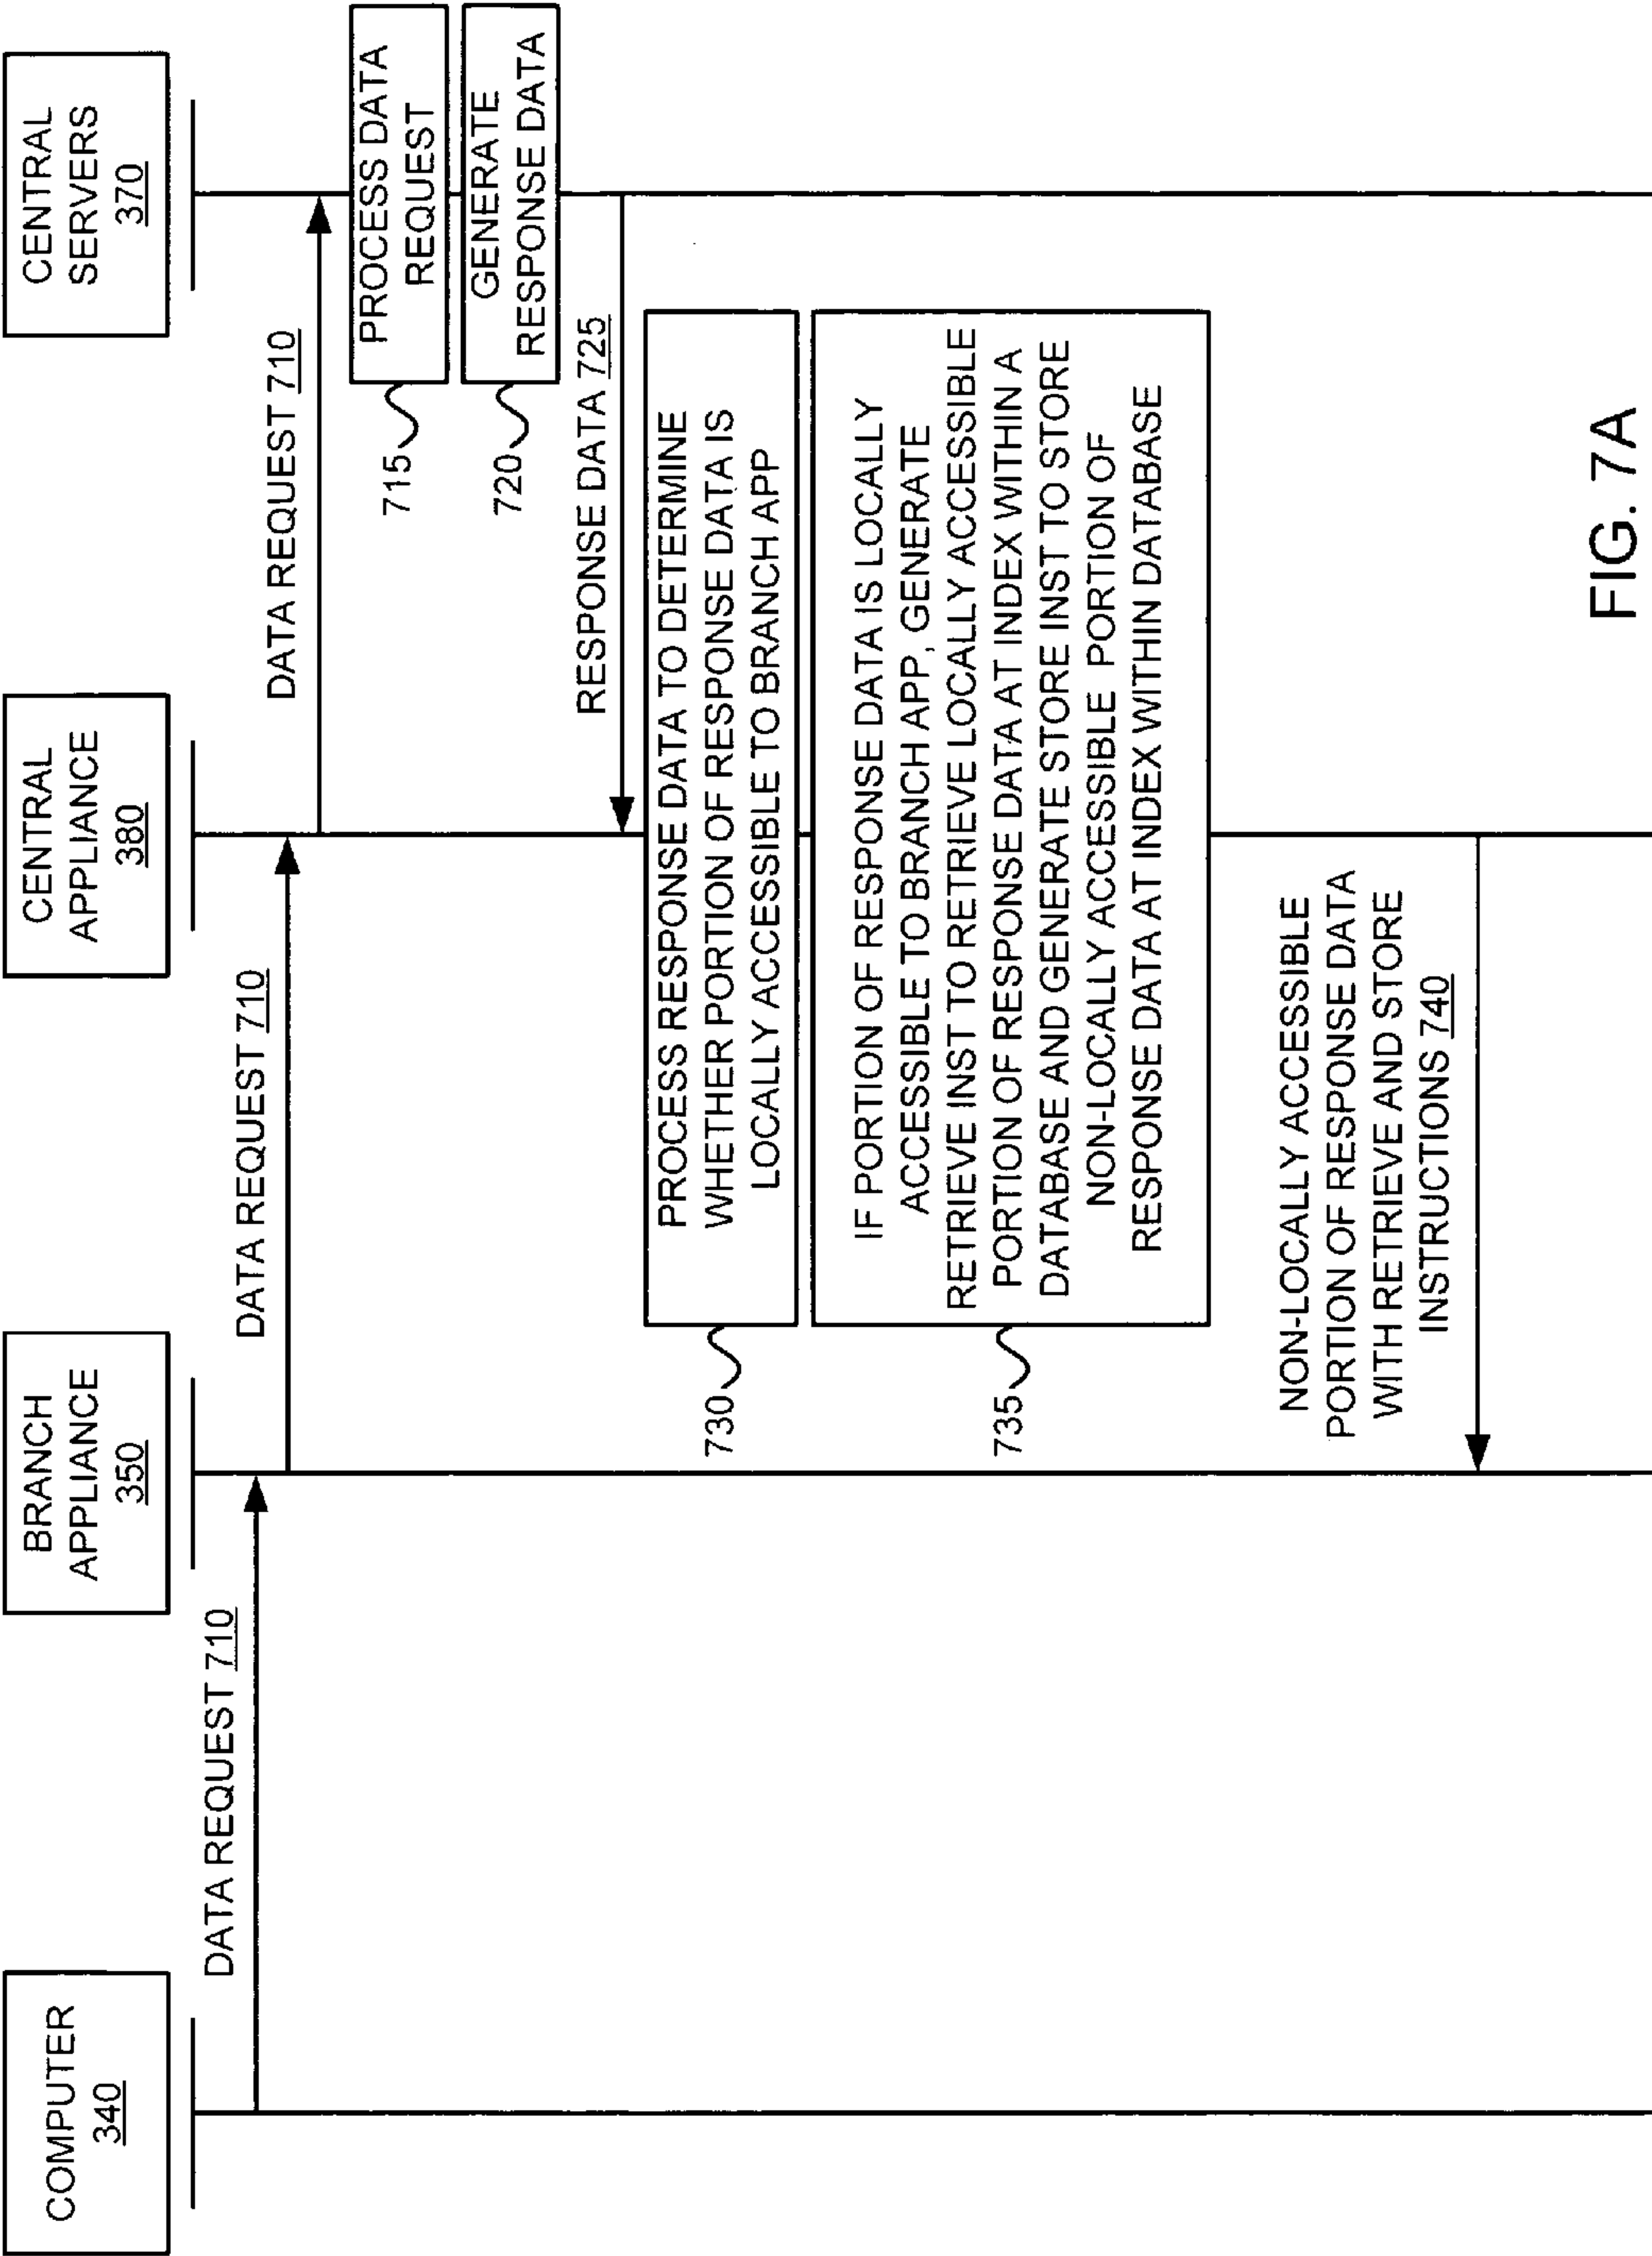 COMPUTER
340
BRANCH
APPLIANCE
350
CENTRAL
APPLIANCE
380
CENTRAL
SERVERS
370
DATA REQUEST 710
DATA REQUEST 710
DATA REQUEST 710
PROCESS DATA
REQUEST
715
GENERATE
RESPONSE DATA
720
RESPONSE DATA 725
PROCESS RESPONSE DATA TO DETERMINE
WHETHER PORTION OF RESPONSE DATA IS
LOCALLY ACCESSIBLE TO BRANCH APP
730
IF PORTION OF RESPONSE DATA IS LOCALLY
ACCESSIBLE TO BRANCH APP, GENERATE
RETRIEVE INST TO RETRIEVE LOCALLY ACCESSIBLE
PORTION OF RESPONSE DATA AT INDEX WITHIN A
DATABASE AND GENERATE STORE INST TO STORE
NON-LOCALLY ACCESSIBLE PORTION OF
RESPONSE DATA AT INDEX WITHIN DATABASE
735
NON-LOCALLY ACCESSIBLE
PORTION OF RESPONSE DATA
WITH RETRIEVE AND STORE
INSTRUCTIONS 740
FIG. 7A